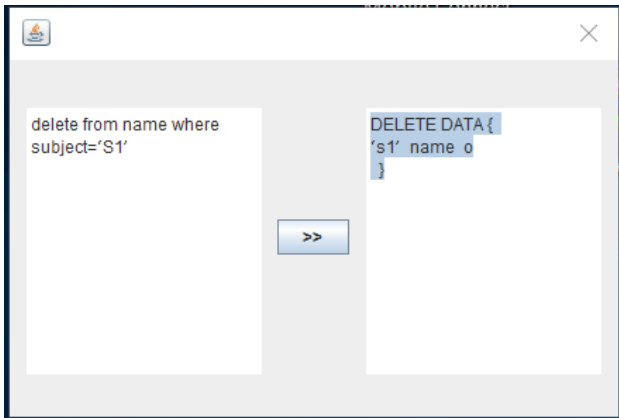 delete from name where
subject='S1'
>>
DELETE DATA {
's1' name o
}